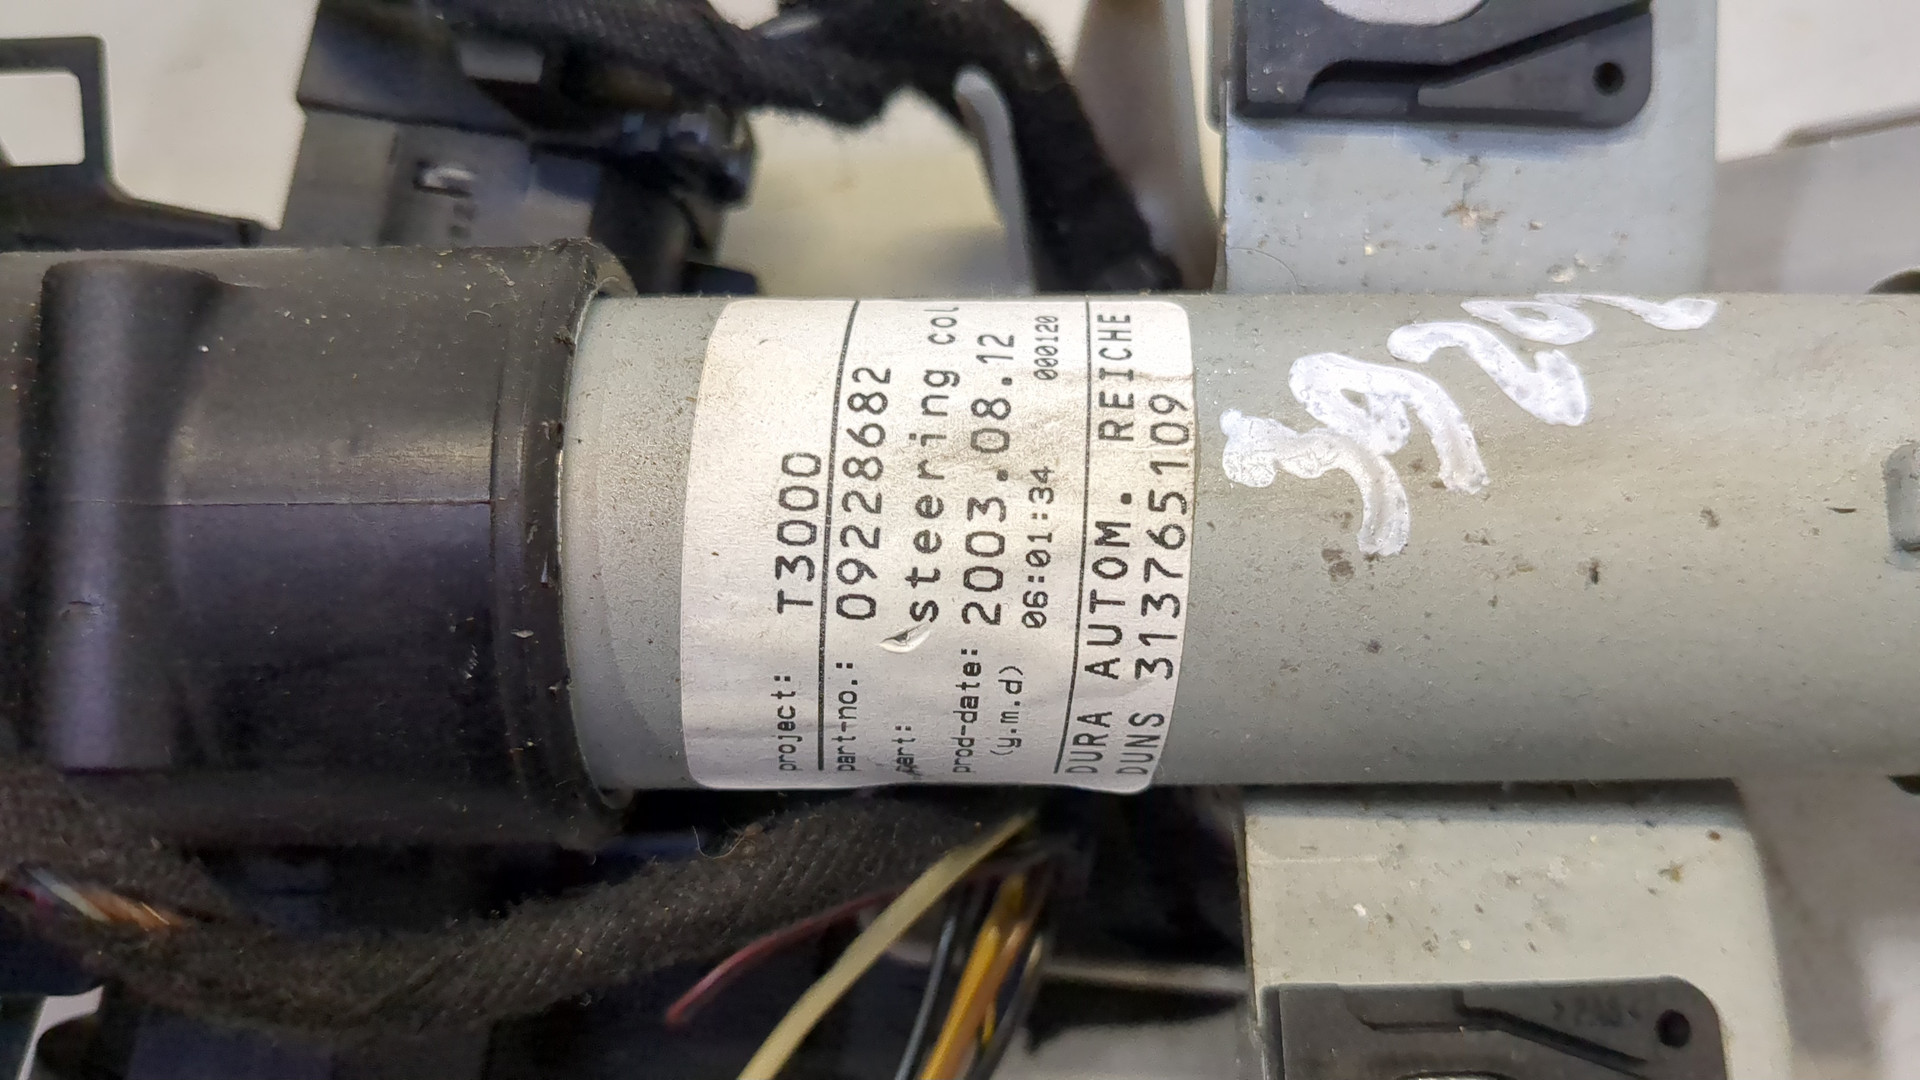 project: T3000
part-no.: 09228682
part: steering col
prod-date: 2003.08.12
(y.m.d) 06:01:34 000120
DURA AUTOM. REICHE
DUNS 313765109